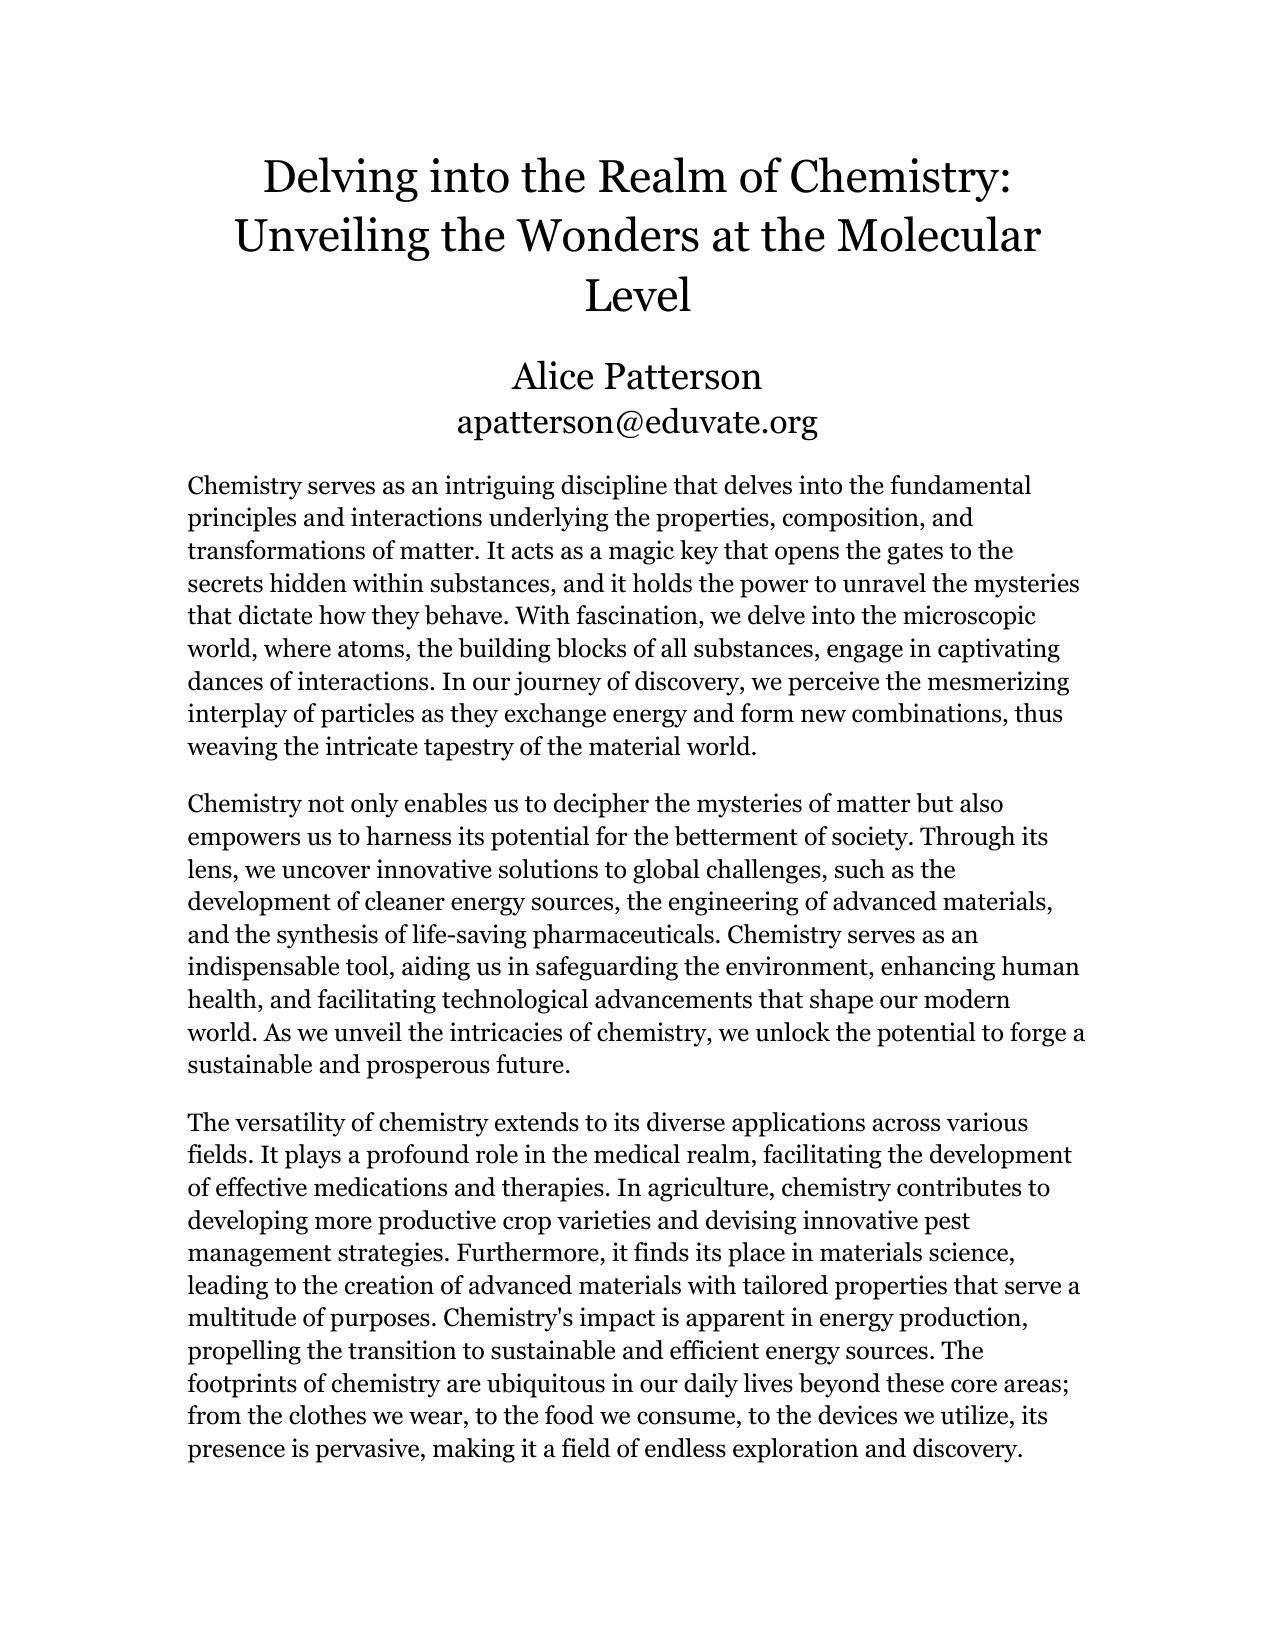 Delving into the Realm of Chemistry:
Unveiling the Wonders at the Molecular
Level
Alice Patterson
apatterson@eduvate.org
Chemistry serves as an intriguing discipline that delves into the fundamental
principles and interactions underlying the properties, composition, and
transformations of matter. It acts as a magic key that opens the gates to the
secrets hidden within substances, and it holds the power to unravel the mysteries
that dictate how they behave. With fascination, we delve into the microscopic
world, where atoms, the building blocks of all substances, engage in captivating
dances of interactions. In our journey of discovery, we perceive the mesmerizing
interplay of particles as they exchange energy and form new combinations, thus
weaving the intricate tapestry of the material world.
Chemistry not only enables us to decipher the mysteries of matter but also
empowers us to harness its potential for the betterment of society. Through its
lens, we uncover innovative solutions to global challenges, such as the
development of cleaner energy sources, the engineering of advanced materials,
and the synthesis of life-saving pharmaceuticals. Chemistry serves as an
indispensable tool, aiding us in safeguarding the environment, enhancing human
health, and facilitating technological advancements that shape our modern
world. As we unveil the intricacies of chemistry, we unlock the potential to forge a
sustainable and prosperous future.
The versatility of chemistry extends to its diverse applications across various
fields. It plays a profound role in the medical realm, facilitating the development
of effective medications and therapies. In agriculture, chemistry contributes to
developing more productive crop varieties and devising innovative pest
management strategies. Furthermore, it finds its place in materials science,
leading to the creation of advanced materials with tailored properties that serve a
multitude of purposes. Chemistry's impact is apparent in energy production,
propelling the transition to sustainable and efficient energy sources. The
footprints of chemistry are ubiquitous in our daily lives beyond these core areas;
from the clothes we wear, to the food we consume, to the devices we utilize, its
presence is pervasive, making it a field of endless exploration and discovery.